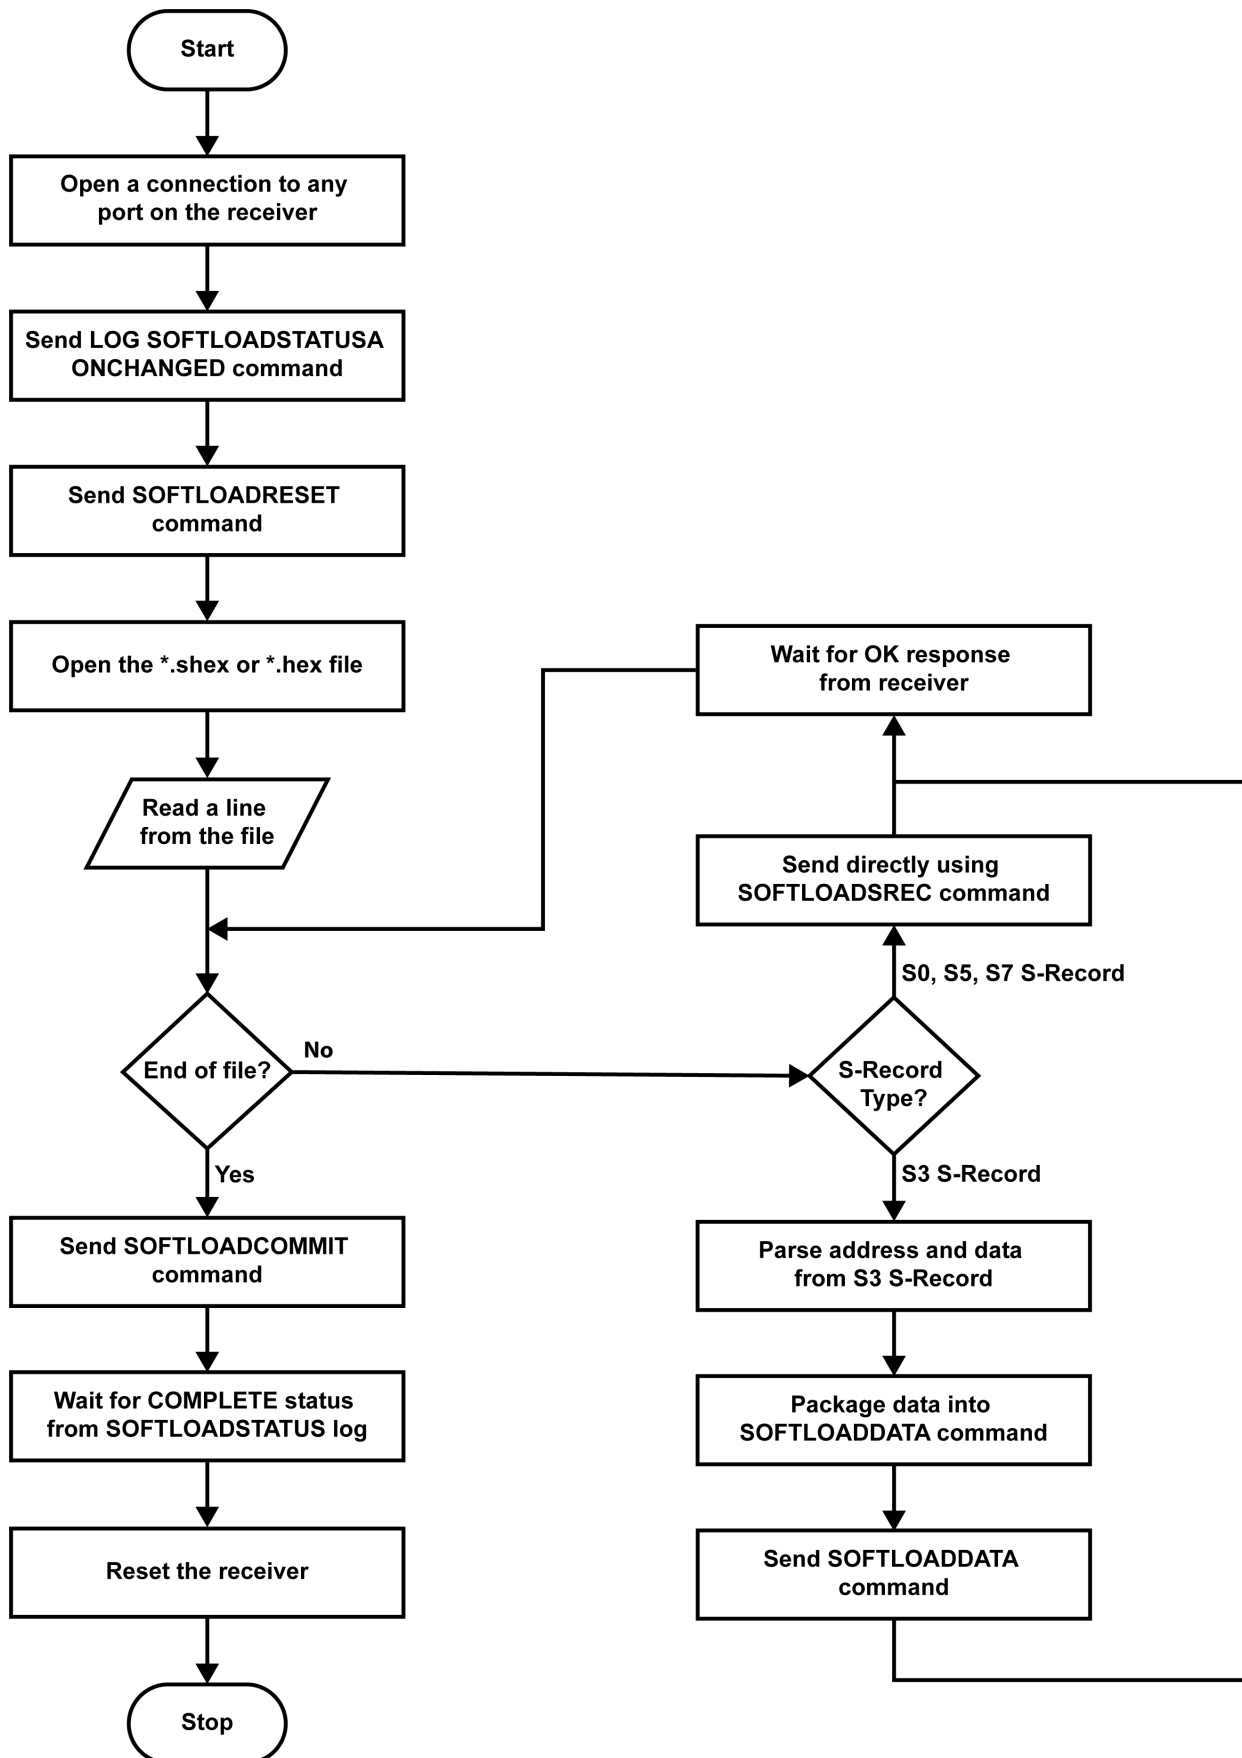 Start
Open a connection to any
port on the receiver
Send LOG SOFTLOADSTATUSA
ONCHANGED command
Send SOFTLOADRESET
command
Open the *.shex or *.hex file
Read a line
from the file
End of file?
No
Yes
Send SOFTLOADCOMMIT
command
Wait for COMPLETE status
from SOFTLOADSTATUS log
Reset the receiver
Stop
Wait for OK response
from receiver
Send directly using
SOFTLOADSREC command
S0, S5, S7 S-Record
S-Record
Type?
S3 S-Record
Parse address and data
from S3 S-Record
Package data into
SOFTLOADDATA command
Send SOFTLOADDATA
command